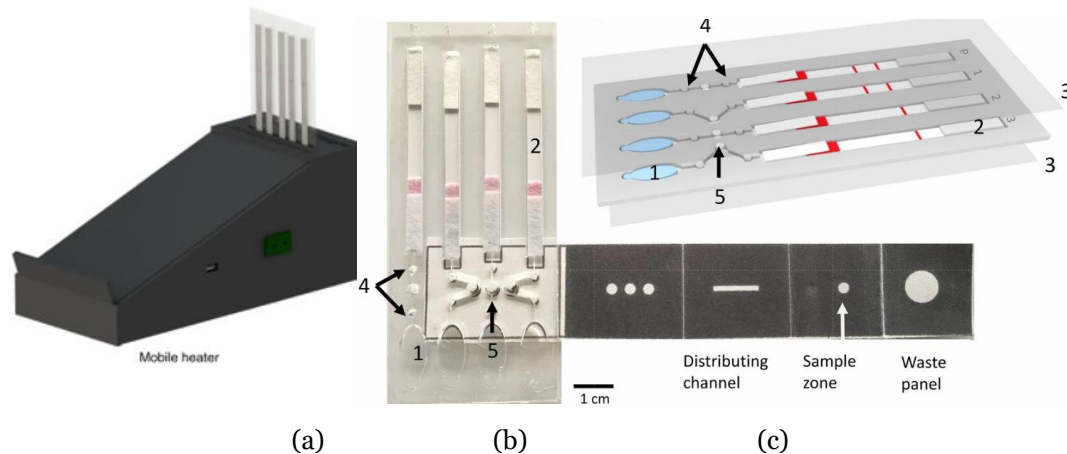 Mobile heater
4
1
2
5
Distributing
channel
Sample
zone
Waste
panel
1 cm
4
P
1
2
3
1
2
5
3
3
(a)
(b)
(c)